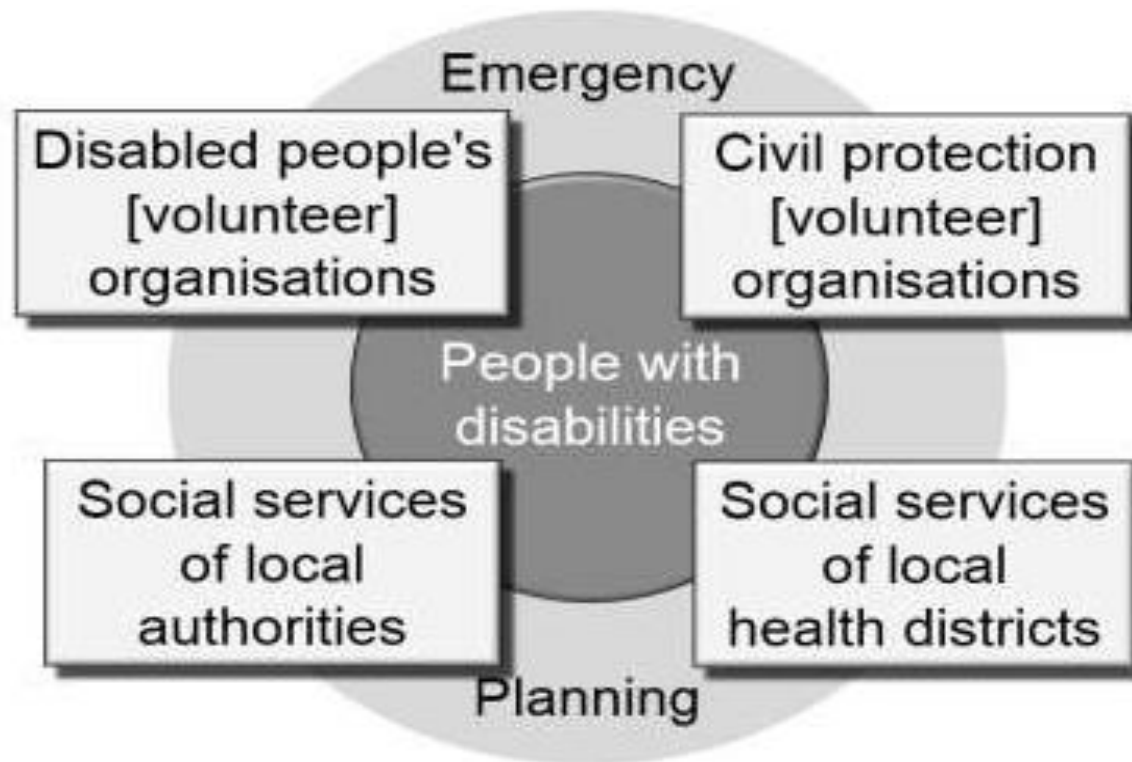 Emergency
Disabled people's
[volunteer]
organisations
Civil protection
[volunteer]
organisations
People with
disabilities
Social services
of local
authorities
Social services
of local
health districts
Planning